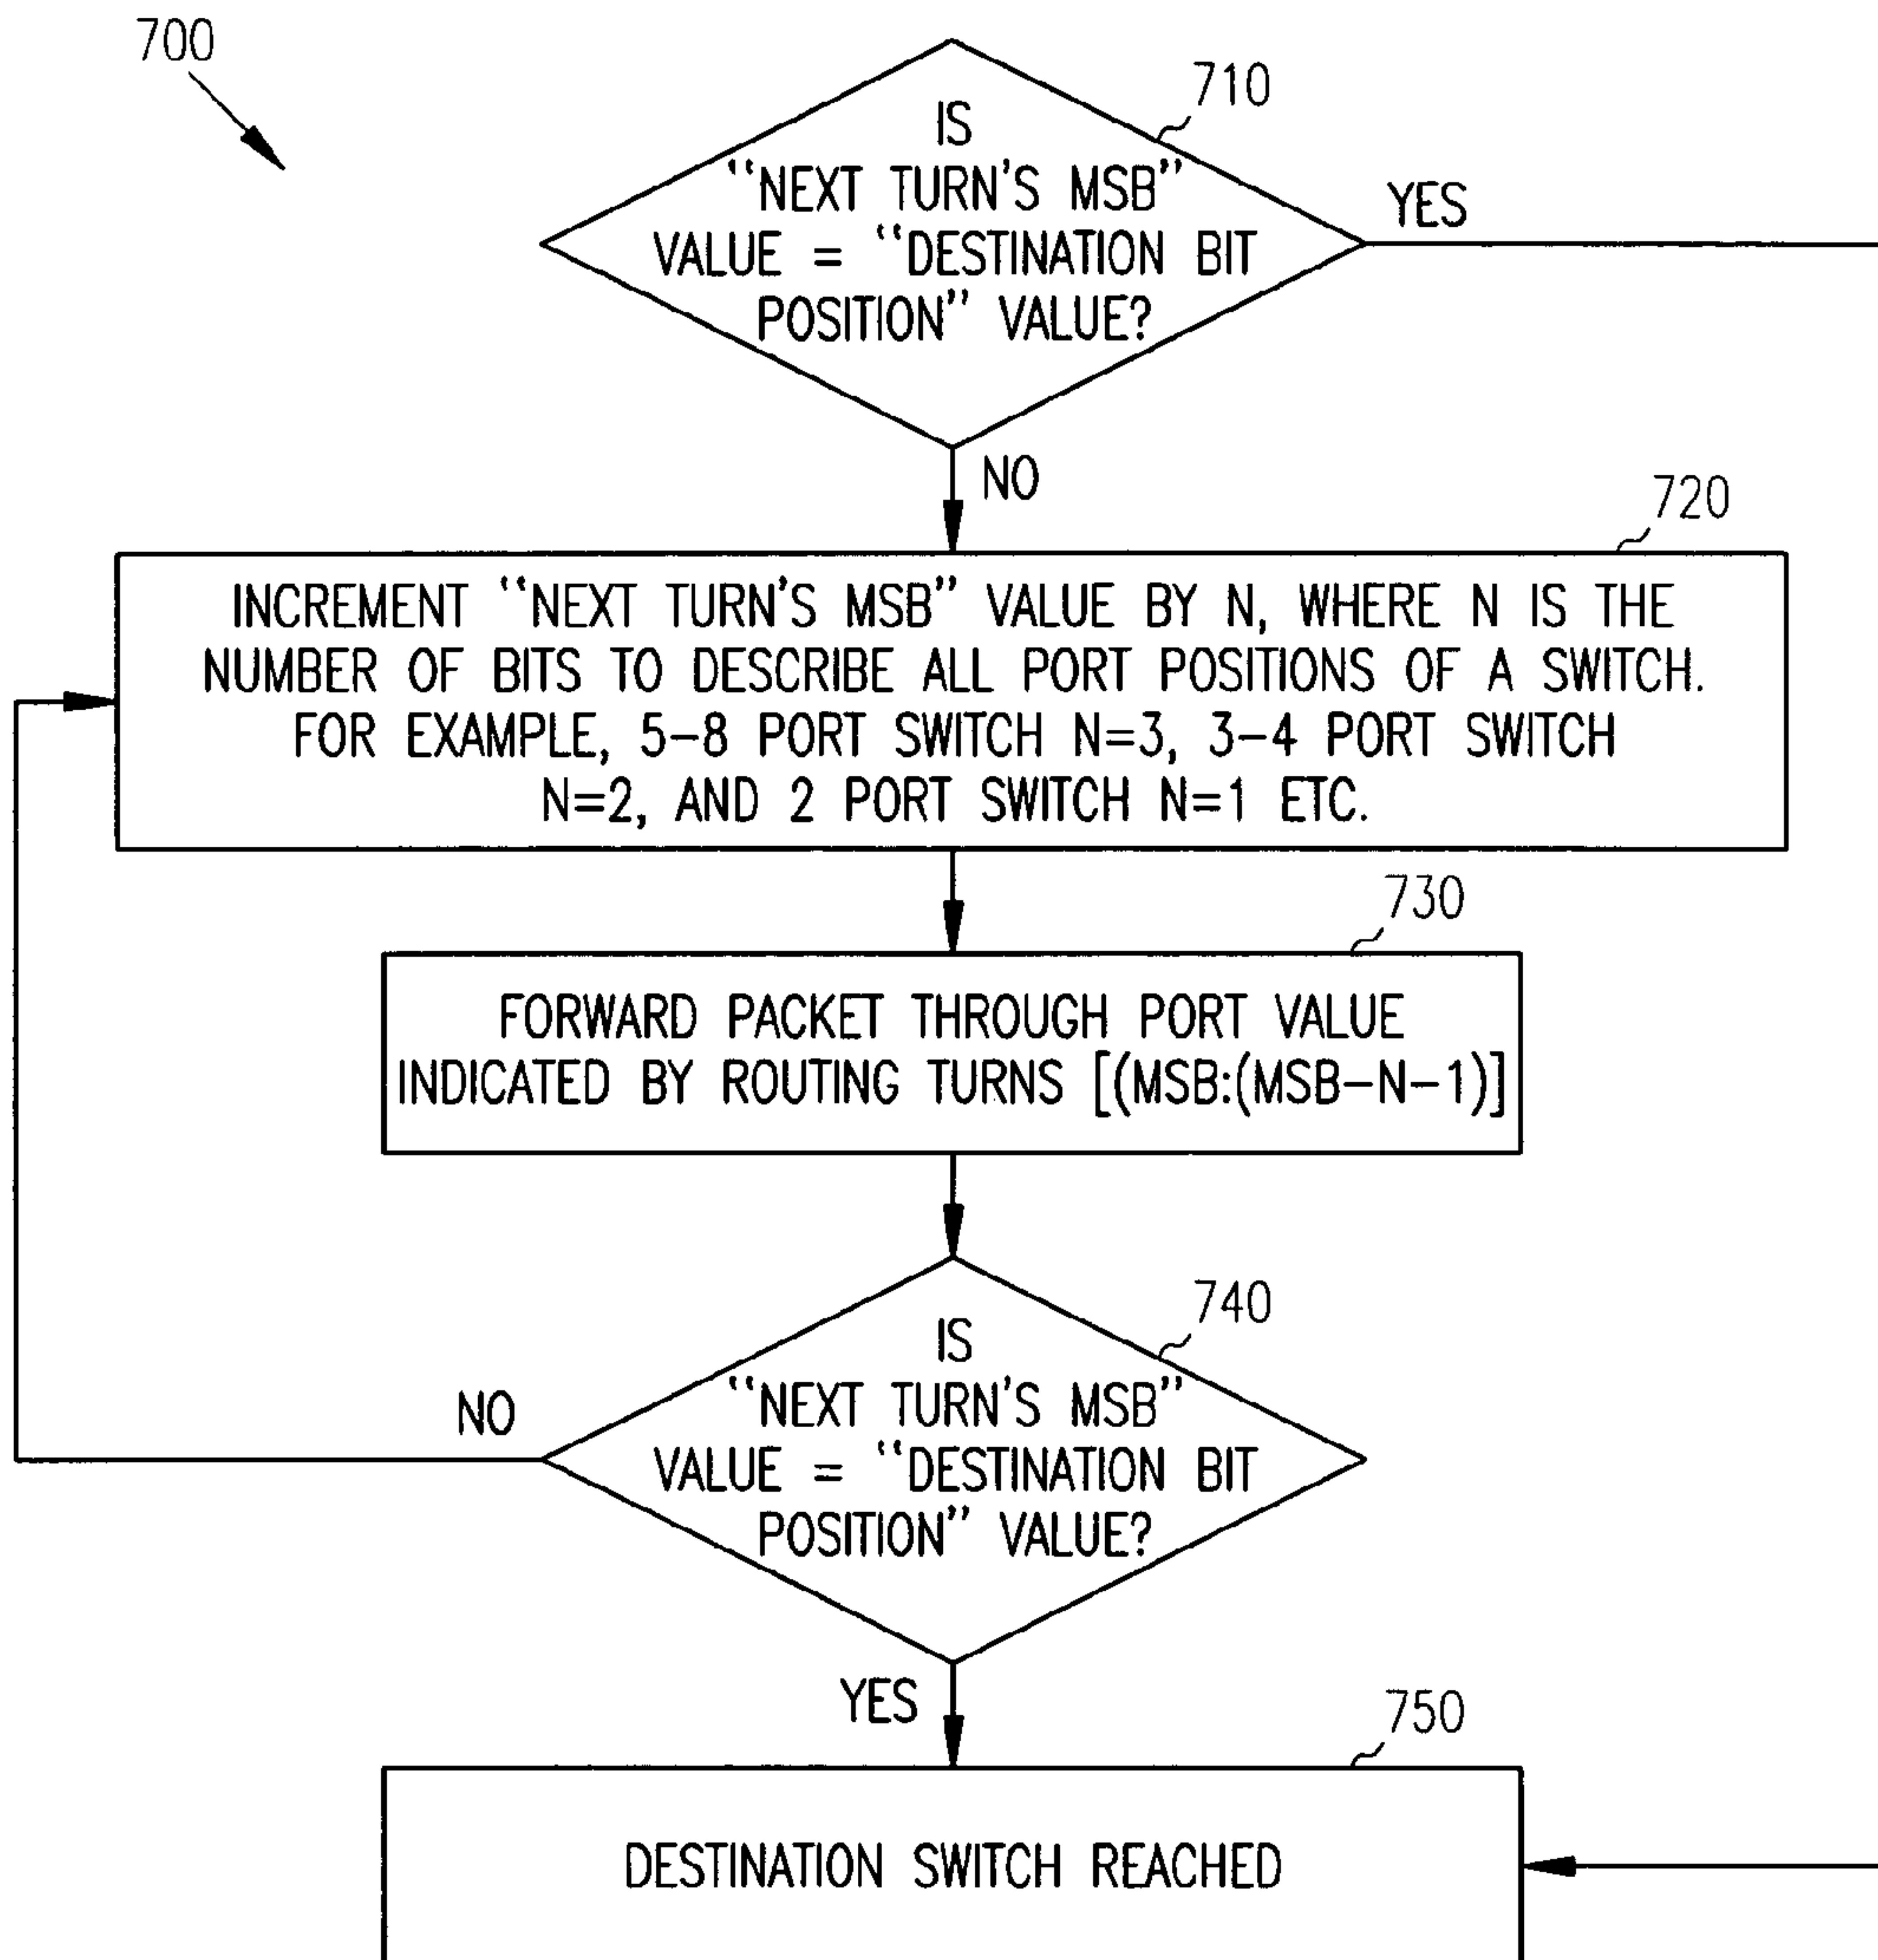 700
710
IS
“NEXT TURN'S MSB”
VALUE = “DESTINATION BIT
POSITION” VALUE?
YES
NO
720
INCREMENT “NEXT TURN'S MSB” VALUE BY N, WHERE N IS THE
NUMBER OF BITS TO DESCRIBE ALL PORT POSITIONS OF A SWITCH.
FOR EXAMPLE, 5–8 PORT SWITCH N=3, 3–4 PORT SWITCH
N=2, AND 2 PORT SWITCH N=1 ETC.
730
FORWARD PACKET THROUGH PORT VALUE
INDICATED BY ROUTING TURNS [(MSB:(MSB–N–1)]
740
IS
“NEXT TURN'S MSB”
VALUE = “DESTINATION BIT
POSITION” VALUE?
NO
YES
750
DESTINATION SWITCH REACHED